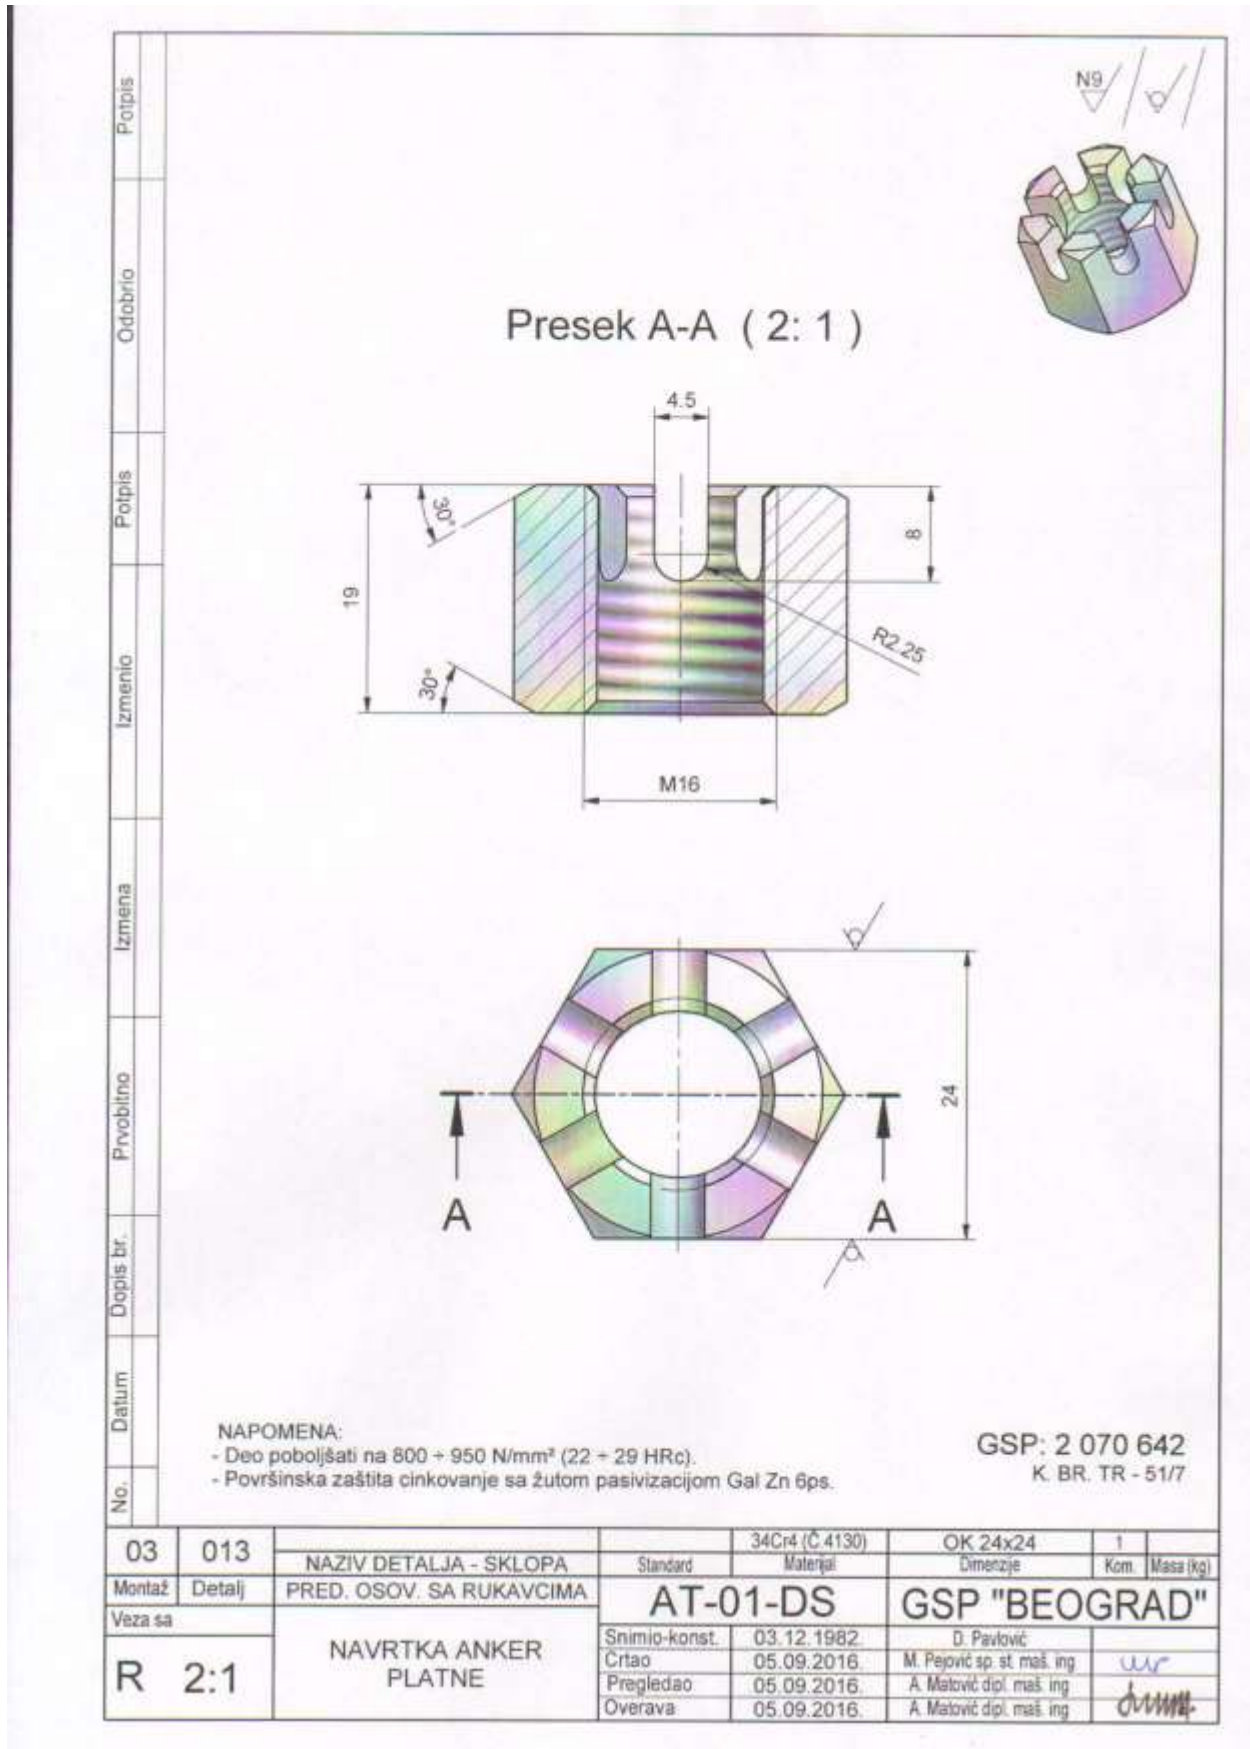 N9
Presek A-A ( 2: 1 )
4.5
30°
19
8
R2.25
30°
M16
24
A
A
Potpis
Odobrio
Potpis
Izmenio
Izmena
Prvobitno
Dopis br.
Datum
No.
NAPOMENA:
- Deo poboljšati na 800 ÷ 950 N/mm² (22 ÷ 29 HRc).
- Površinska zaštita cinkovanje sa žutom pasivizacijom Gal Zn 6ps.
GSP: 2 070 642
K. BR. TR - 51/7
03 013 34Cr4 (Č.4130) OK 24x24 1
NAZIV DETALJA - SKLOPA Standard Materijal Dimenzije Kom. Masa (kg)
Montaž Detalj PRED. OSOV. SA RUKAVCIMA AT-01-DS GSP "BEOGRAD"
Veza sa
R 2:1
NAVRTKA ANKER
PLATNE
Snimio-konst. 03.12.1982. D. Pavlović
Crtao 05.09.2016. M. Pejović sp. st. maš. ing
Pregledao 05.09.2016. A. Matović dipl. maš. ing
Overava 05.09.2016. A. Matović dipl. maš. ing